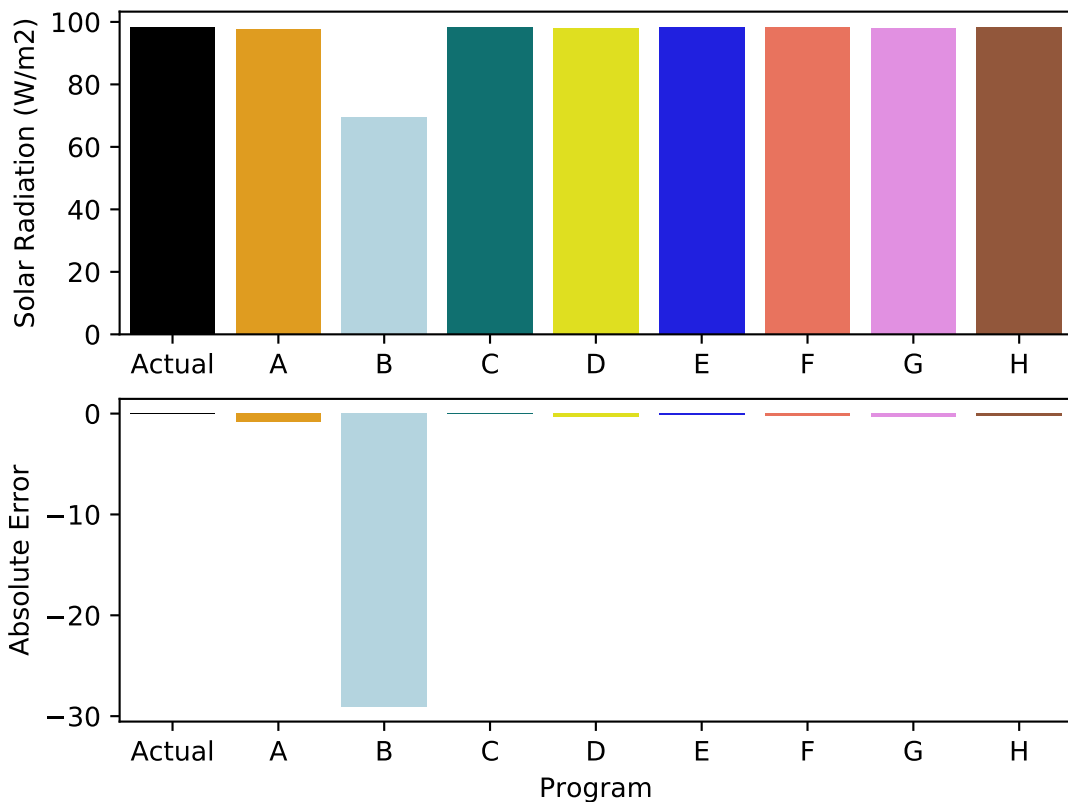 Solar Radiation (W/m2)
100
80
60
40
20
0
Actual A B C D E F G H
Absolute Error
0
−10
−20
−30
Actual A B C D E F G H
Program